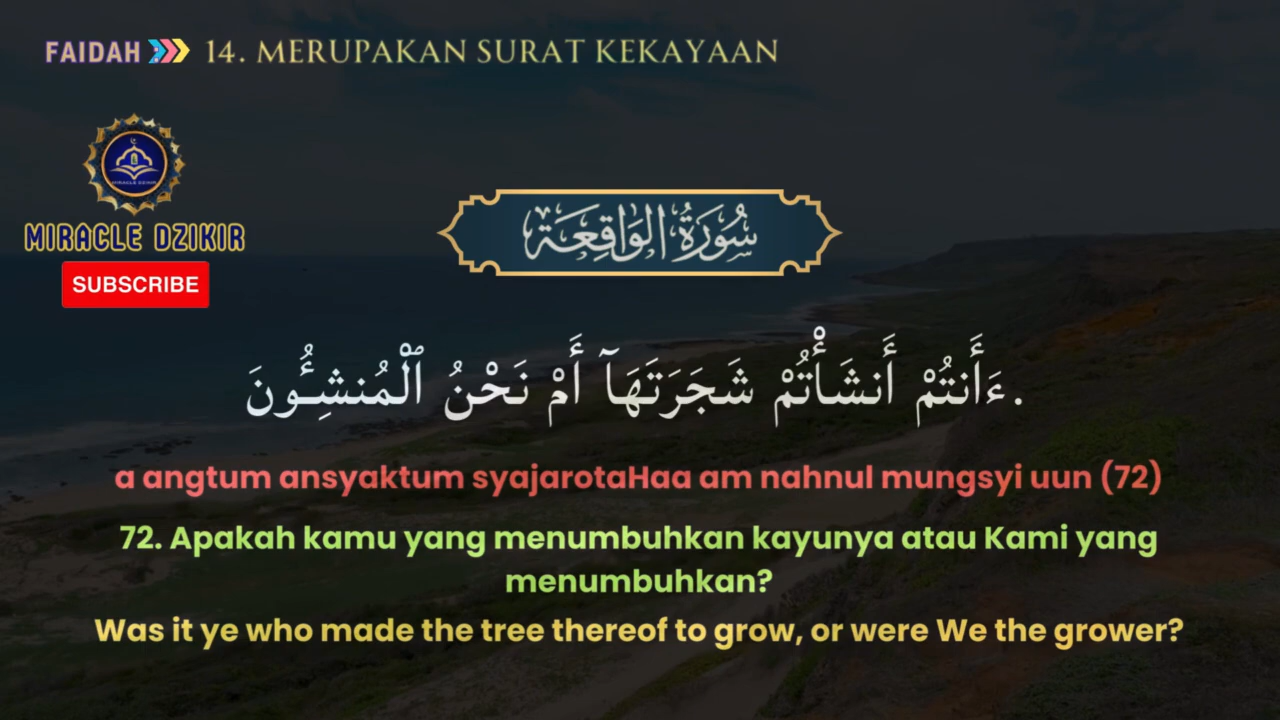 FAIDAH 14. MERUPAKAN SURAT KEKAYAAN
MIRACLE DZIKIR
MIRACLE DZIKIR
SUBSCRIBE
سُورَةُ الوَاقِعَة
ءَأَنتُمْ أَنشَأْتُمْ شَجَرَتَهَآ أَمْ نَحْنُ ٱلْمُنشِـُٔونَ.
a angtum ansyaktum syajarotaHaa am nahnul mungsyi uun (72)
72. Apakah kamu yang menumbuhkan kayunya atau Kami yang
menumbuhkan?
Was it ye who made the tree thereof to grow, or were We the grower?